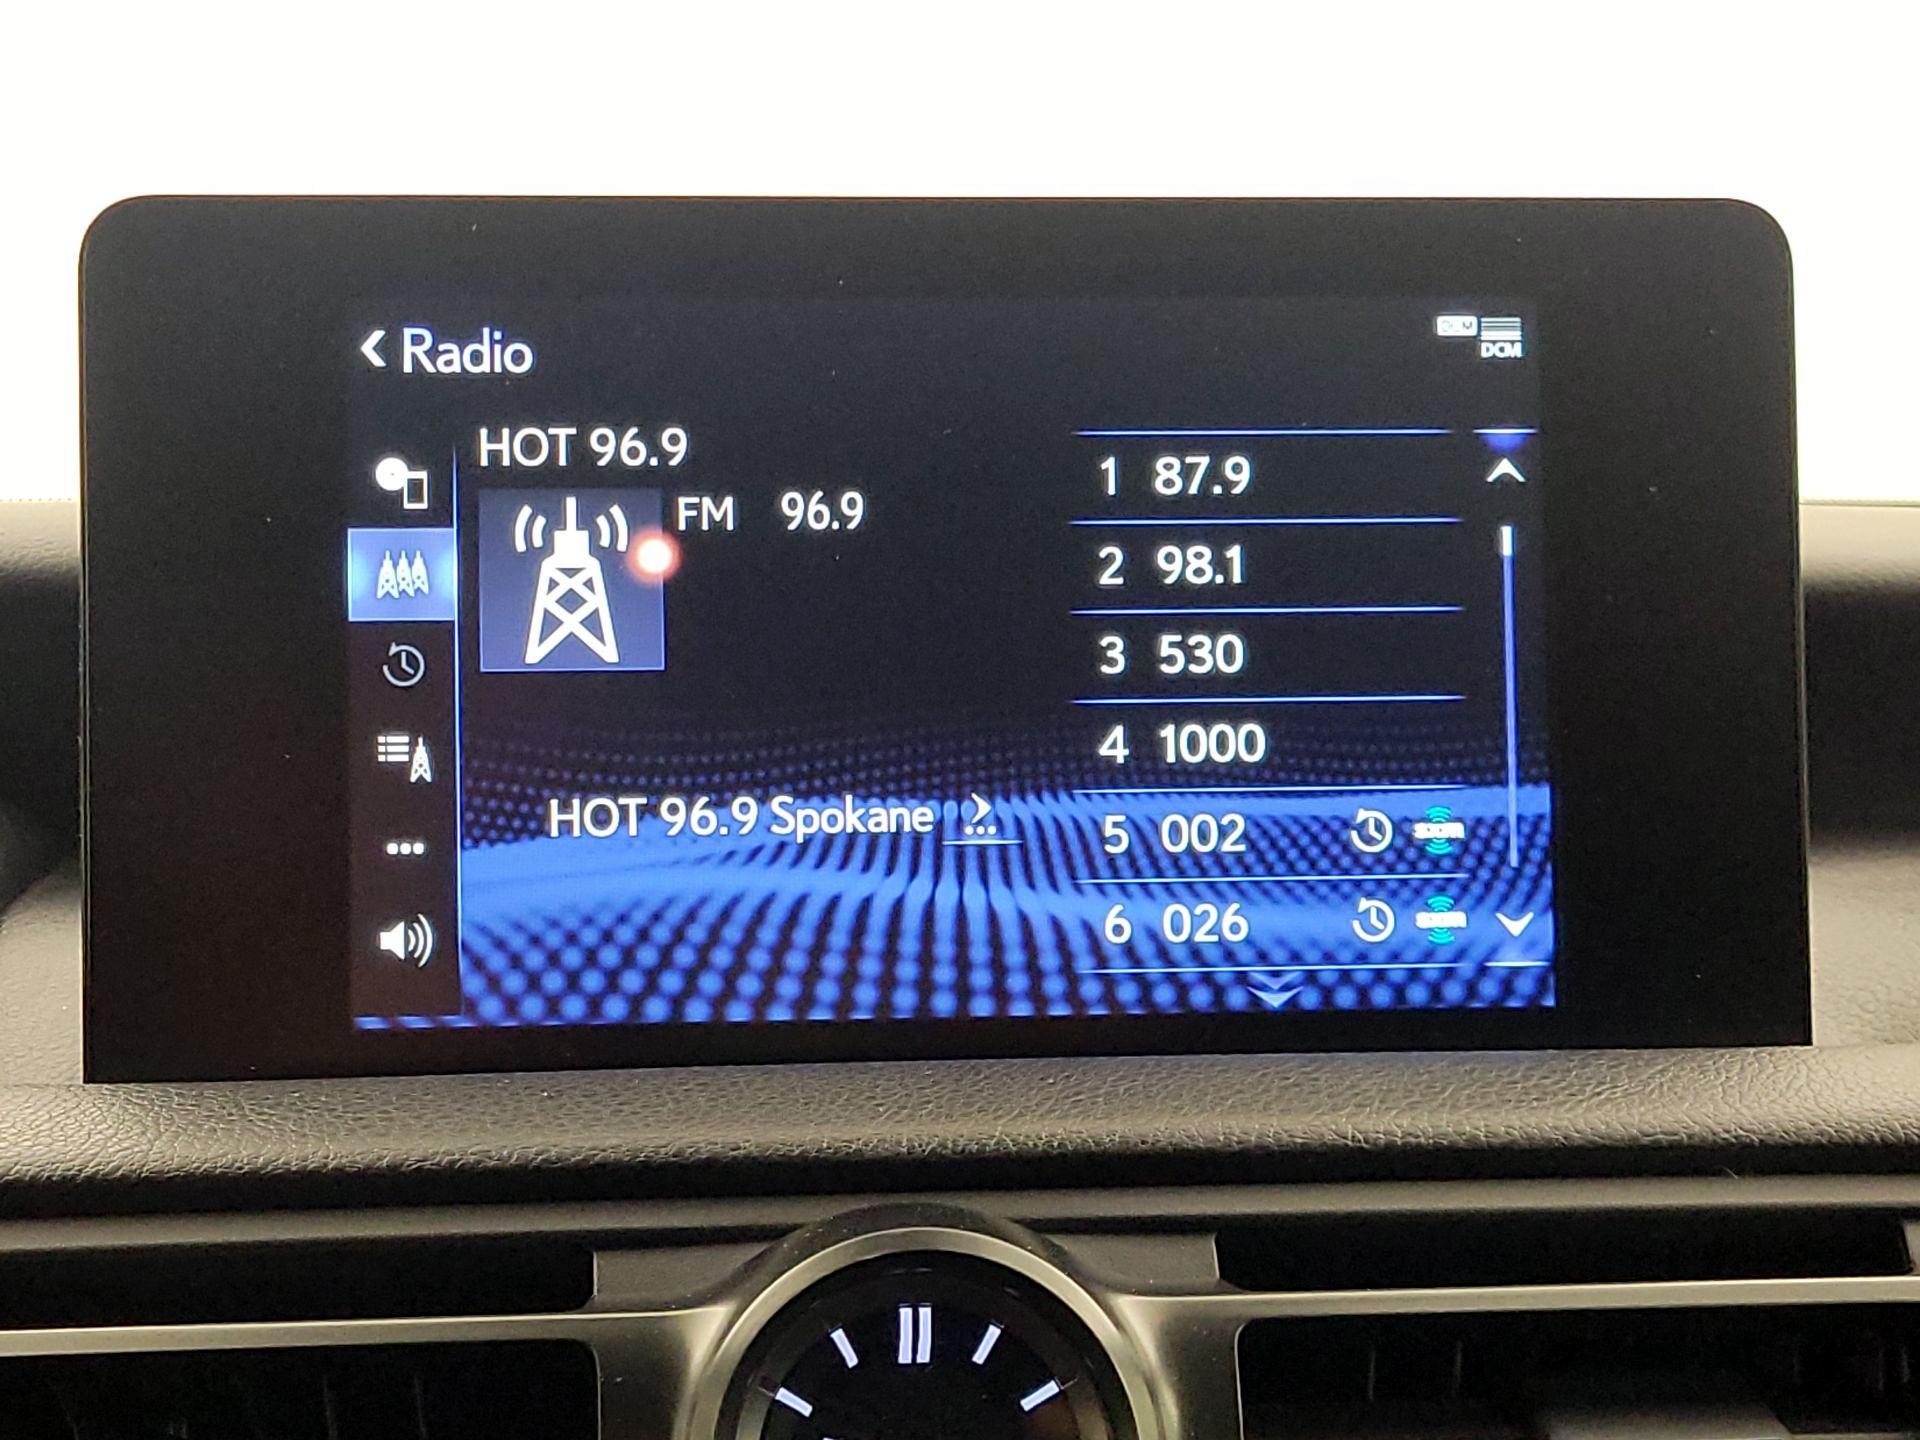 Radio
DCM
DCM
HOT 96.9
FM 96.9
HOT 96.9 Spokane
1 87.9
2 98.1
3 530
4 1000
5 002
6 026